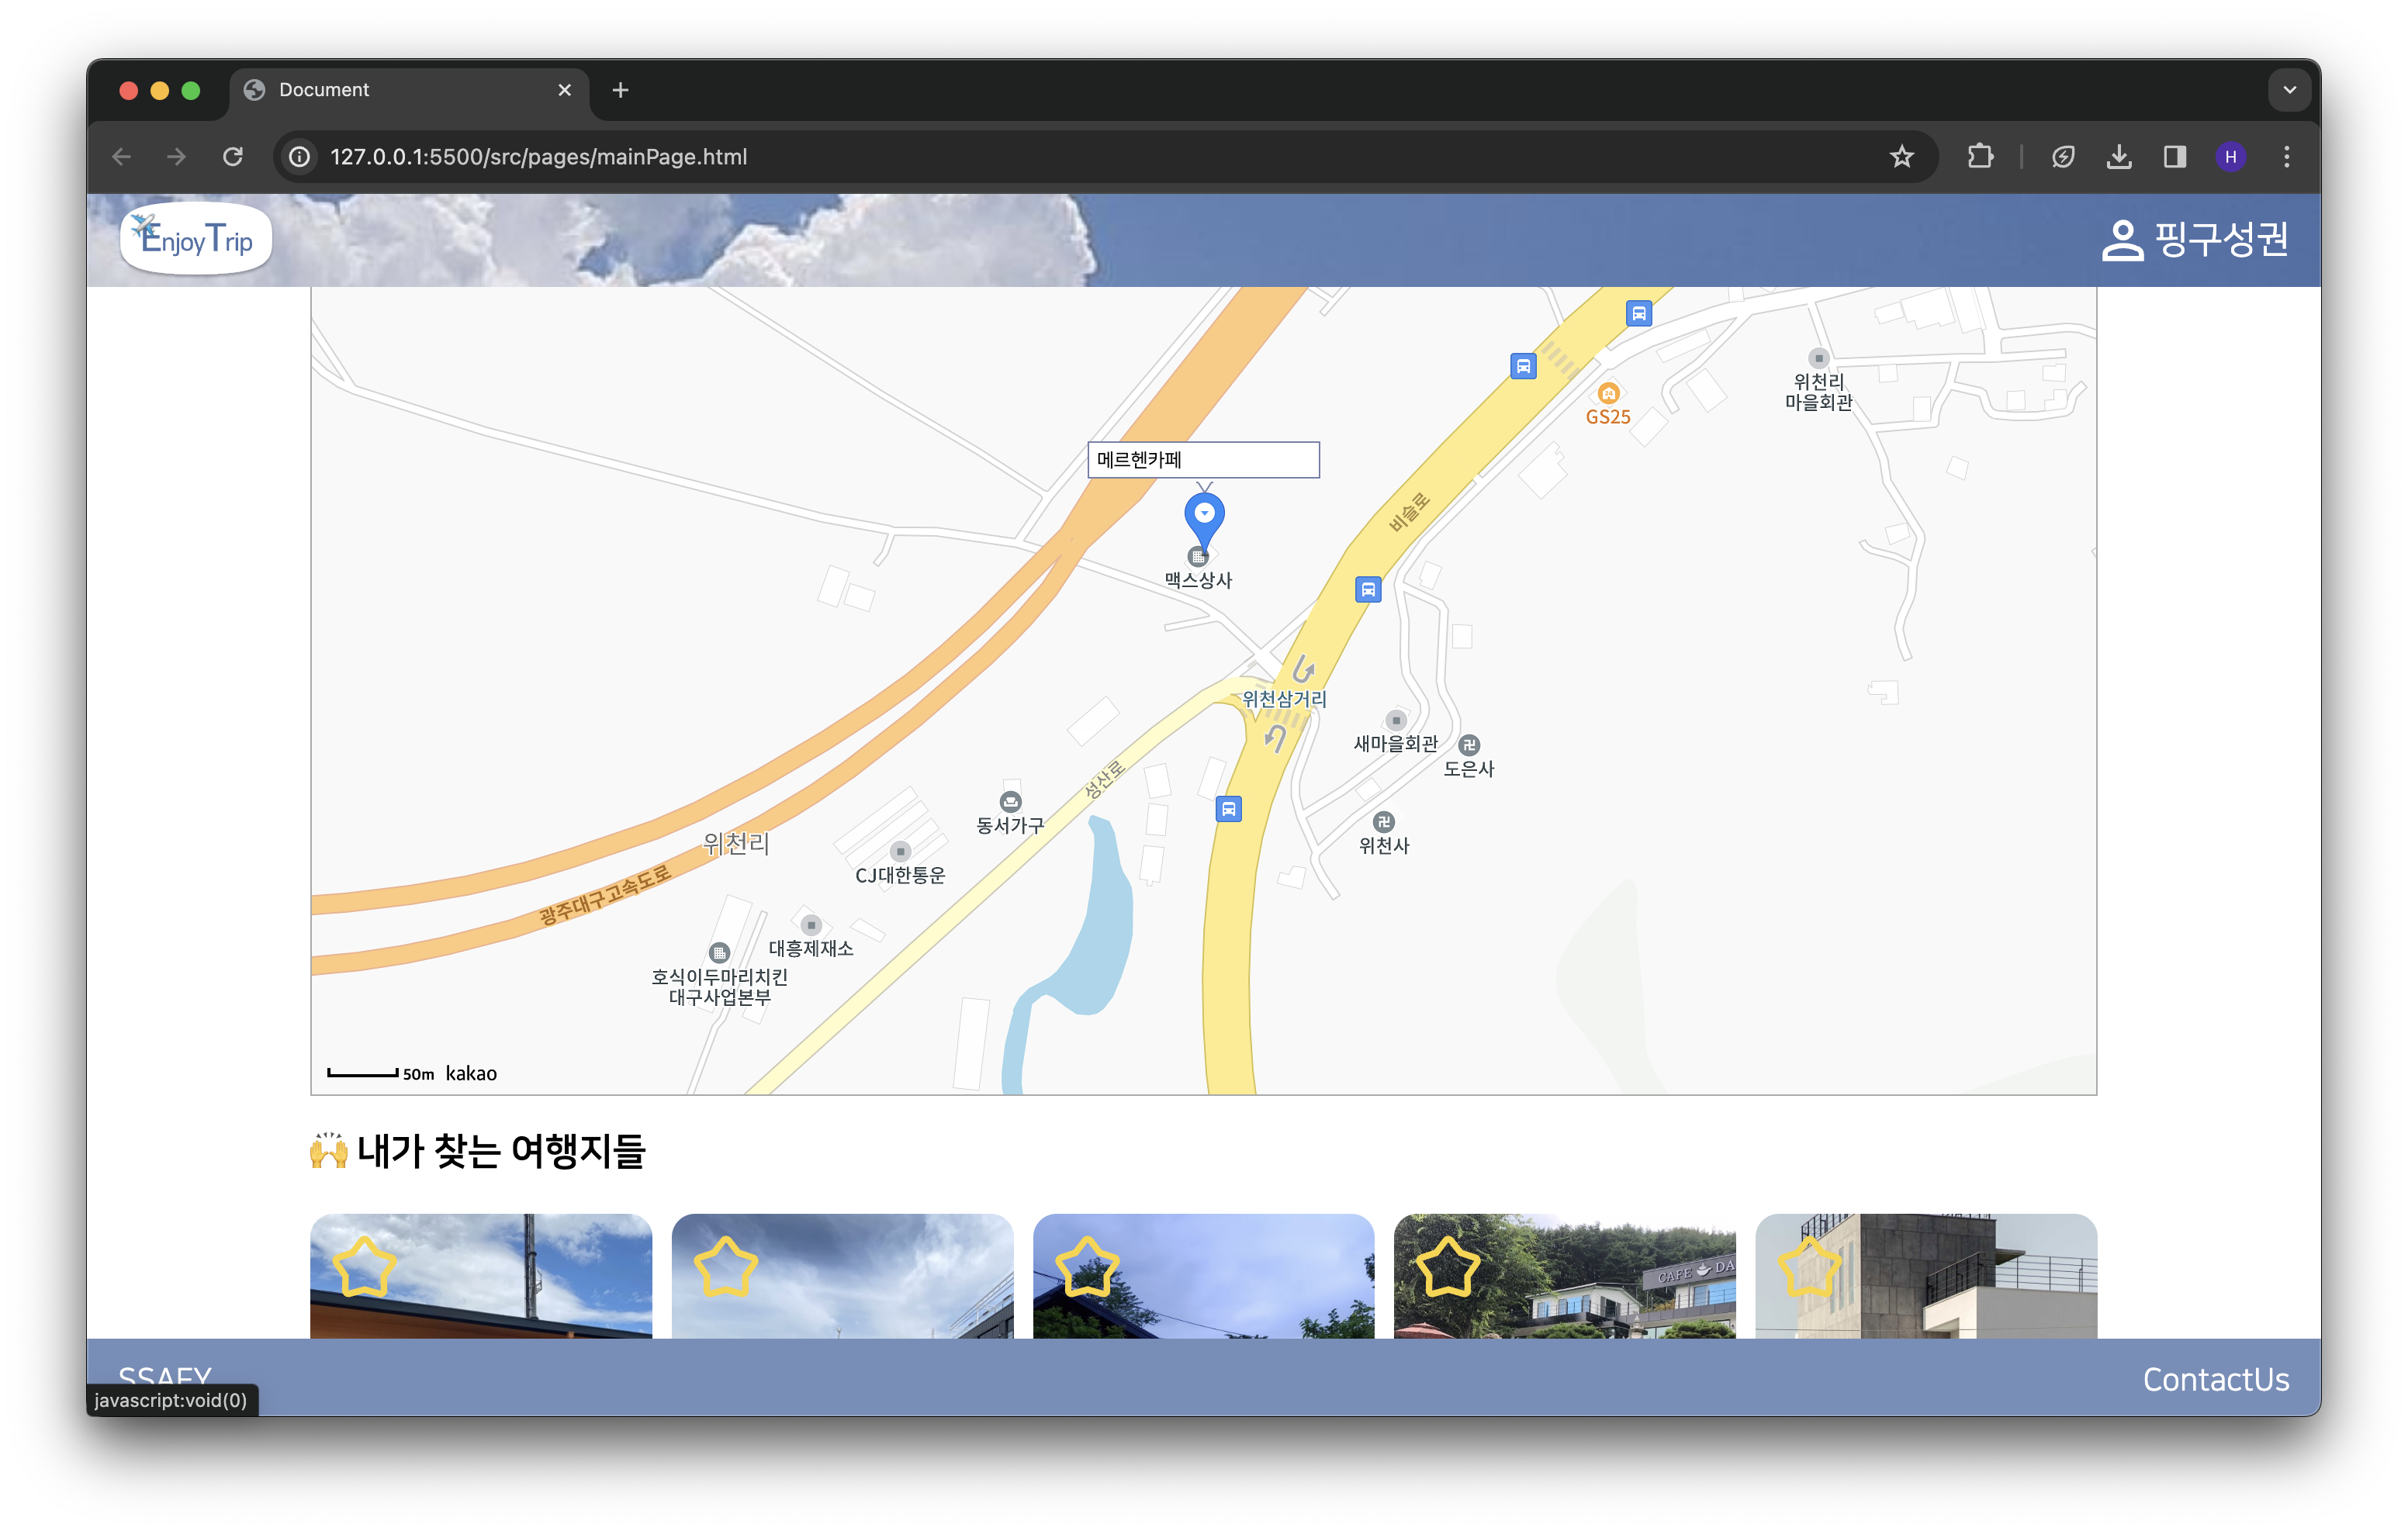 Document
127.0.0.1:5500/src/pages/mainPage.html
H
EnjoyTrip
핑구성권
GS25
위천리
마을회관
메르헨카페
비슬로
맥스상사
위천삼거리
새마을회관
도은사
성산로
동서가구
위천리
위천사
CJ대한통운
광주대구고속도로
대흥제재소
호식이두마리치킨
대구사업본부
50m kakao
🙌 내가 찾는 여행지들
CAFE DA
SSAFY
ContactUs
javascript:void(0)